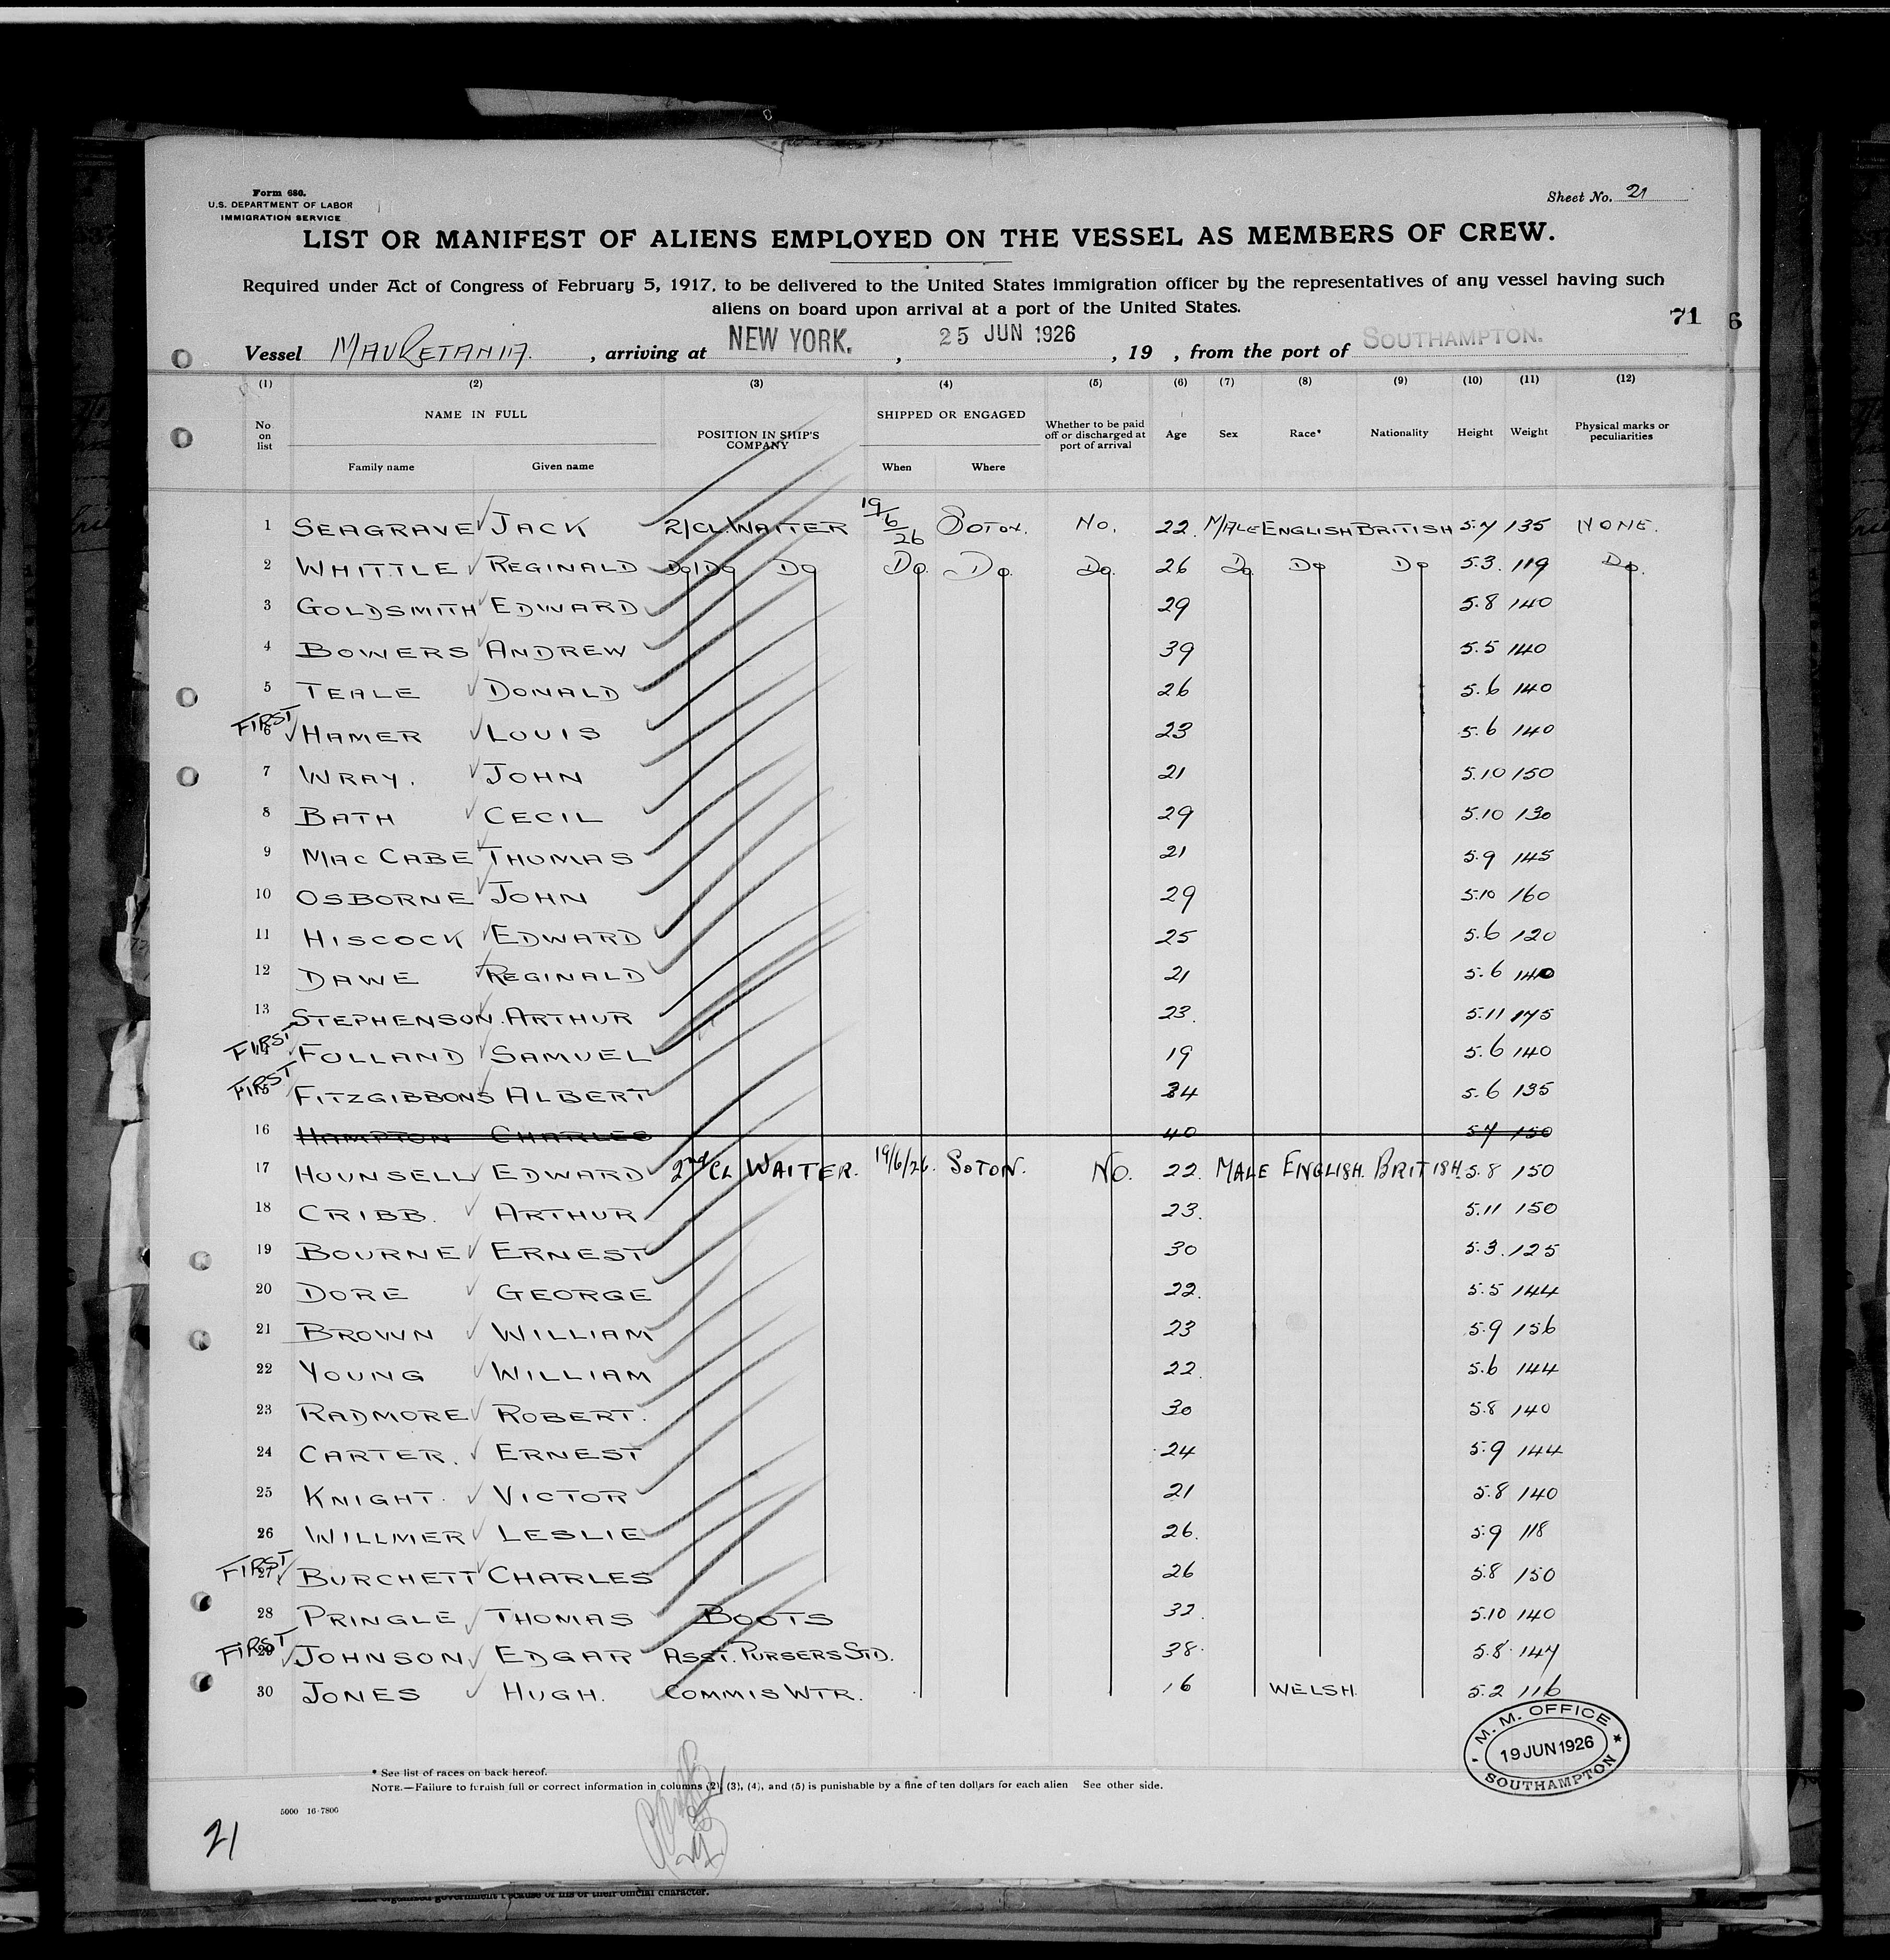 Form 680.
U.S. DEPARTMENT OF LABOR
IMMIGRATION SERVICE
Sheet No. 21
LIST OR MANIFEST OF ALIENS EMPLOYED ON THE VESSEL AS MEMBERS OF CREW.
Required under Act of Congress of February 5, 1917, to be delivered to the United States immigration officer by the representatives of any vessel having such
aliens on board upon arrival at a port of the United States.
71 6
Vessel MAURETANIA. , arriving at NEW YORK. , 25 JUN 1926 , 19 , from the port of SOUTHAMPTON.
(1) (2) (3) (4) (5) (6) (7) (8) (9) (10) (11) (12)
No on list NAME IN FULL Family name Given name POSITION IN SHIP'S COMPANY SHIPPED OR ENGAGED When Where Whether to be paid off or discharged at port of arrival Age Sex Race* Nationality Height Weight Physical marks or peculiarities
1 SEAGRAVE JACK 2/CL. WAITER 19/6/26 SOTON. NO. 22. MALE ENGLISH BRITISH 5.7 135 NONE.
2 WHITTLE REGINALD DO/DO DO DO. DO. DO. 26 DO. DO DO 5.3. 119 DO.
3 GOLDSMITH EDWARD 29 5.8 140
4 BOWERS ANDREW 39 5.5 140
5 TEALE DONALD 26 5.6 140
FIRST 6 HAMER LOUIS 23 5.6 140
7 WRAY. JOHN 21 5.10 150
8 BATH CECIL 29 5.10 130
9 MAC CABE THOMAS 21 5.9 145
10 OSBORNE JOHN 29 5.10 160
11 HISCOCK EDWARD 25 5.6 120
12 DAWE REGINALD 21 5.6 140
13 STEPHENSON. ARTHUR 23. 5.11 175
FIRST 14 FOLLAND SAMUEL 19 5.6 140
FIRST 15 FITZGIBBONS ALBERT 34 5.6 135
16 HAMPTON CHARLES 40 5.7 150
17 HOUNSELL EDWARD 2nd CL WAITER. 19/6/26. SOTON. NO. 22. MALE ENGLISH. BRITISH. 5.8 150
18 CRIBB. ARTHUR 23. 5.11 150
19 BOURNE ERNEST 30 5.3. 125
20 DORE GEORGE 22. 5.5 144
21 BROWN WILLIAM 23 5.9 156
22 YOUNG WILLIAM 22. 5.6 144
23 RADMORE ROBERT. 30 5.8 140
24 CARTER. ERNEST 24 5.9 144
25 KNIGHT. VICTOR 21 5.8 140
26 WILLMER LESLIE 26. 5.9 118
FIRST 27 BURCHETT CHARLES 26 5.8 150
28 PRINGLE THOMAS BOOTS 32. 5.10 140
FIRST 29 JOHNSON EDGAR ASST. PURSERS STD. 38. 5.8 147
30 JONES HUGH. COMMIS WTR. 16 WELSH. 5.2 116
M. M. OFFICE
19 JUN 1926
SOUTHAMPTON
* See list of races on back hereof.
NOTE.—Failure to furnish full or correct information in columns (2), (3), (4), and (5) is punishable by a fine of ten dollars for each alien See other side.
5000 16-7800
21